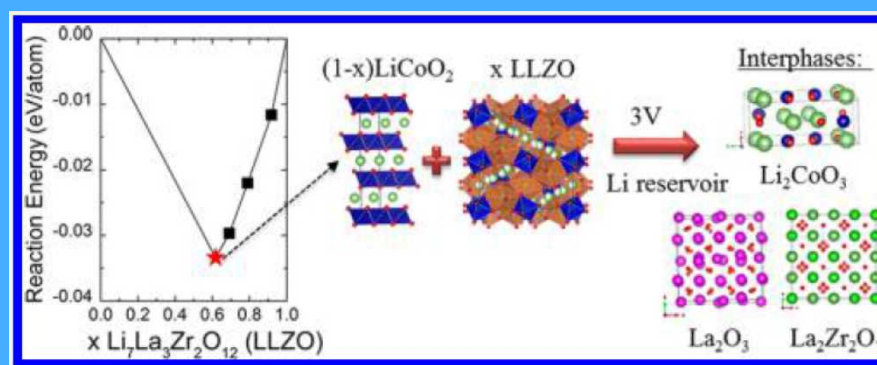 0.00
-0.01
-0.02
-0.03
-0.04
Reaction Energy (eV/atom)
0.0 0.2 0.4 0.6 0.8 1.0
x Li₇La₃Zr₂O₁₂ (LLZO)
(1-x)LiCoO₂
x LLZO
3V
Li reservoir
Interphases:
Li₂CoO₃
La₂O₃
La₂Zr₂O